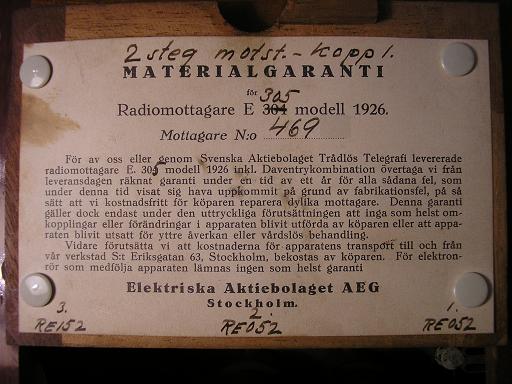 2 steg motst. - koppl.
MATERIALGARANTI
för
305
Radiomottagare E 304 modell 1926.
Mottagare N:o 469
För av oss eller genom Svenska Aktiebolaget Trådlös Telegrafi levererade
radiomottagare E. 305 modell 1926 inkl. Daventrykombination övertaga vi från
leveransdagen räknat garanti under en tid av ett år för alla sådana fel, som
under denna tid visat sig hava uppkommit på grund av fabrikationsfel, på så
sätt att vi kostnadsfritt för köparen reparera dylika mottagare. Denna garanti
gäller dock endast under den uttryckliga förutsättningen att inga som helst om-
kopplingar eller förändringar i apparaten blivit utförda av köparen eller att appa-
raten blivit utsatt för yttre åverkan eller vårdslös behandling.
Vidare förutsätta vi att kostnaderna för apparatens transport till och från
vår verkstad S:t Eriksgatan 63, Stockholm, bekostas av köparen. För elektron-
rör som medfölja apparaten lämnas ingen som helst garanti
Elektriska Aktiebolaget AEG
Stockholm.
3. 2. 1.
RE152 RE052 RE052